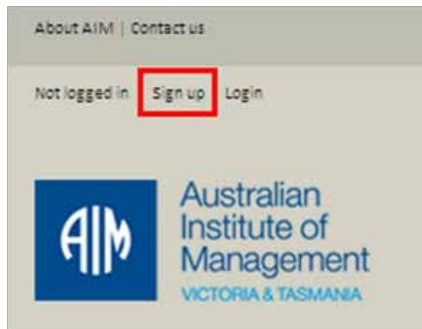 About AIM | Contact us
Not logged in Sign up Login
AIM
Australian
Institute of
Management
VICTORIA & TASMANIA